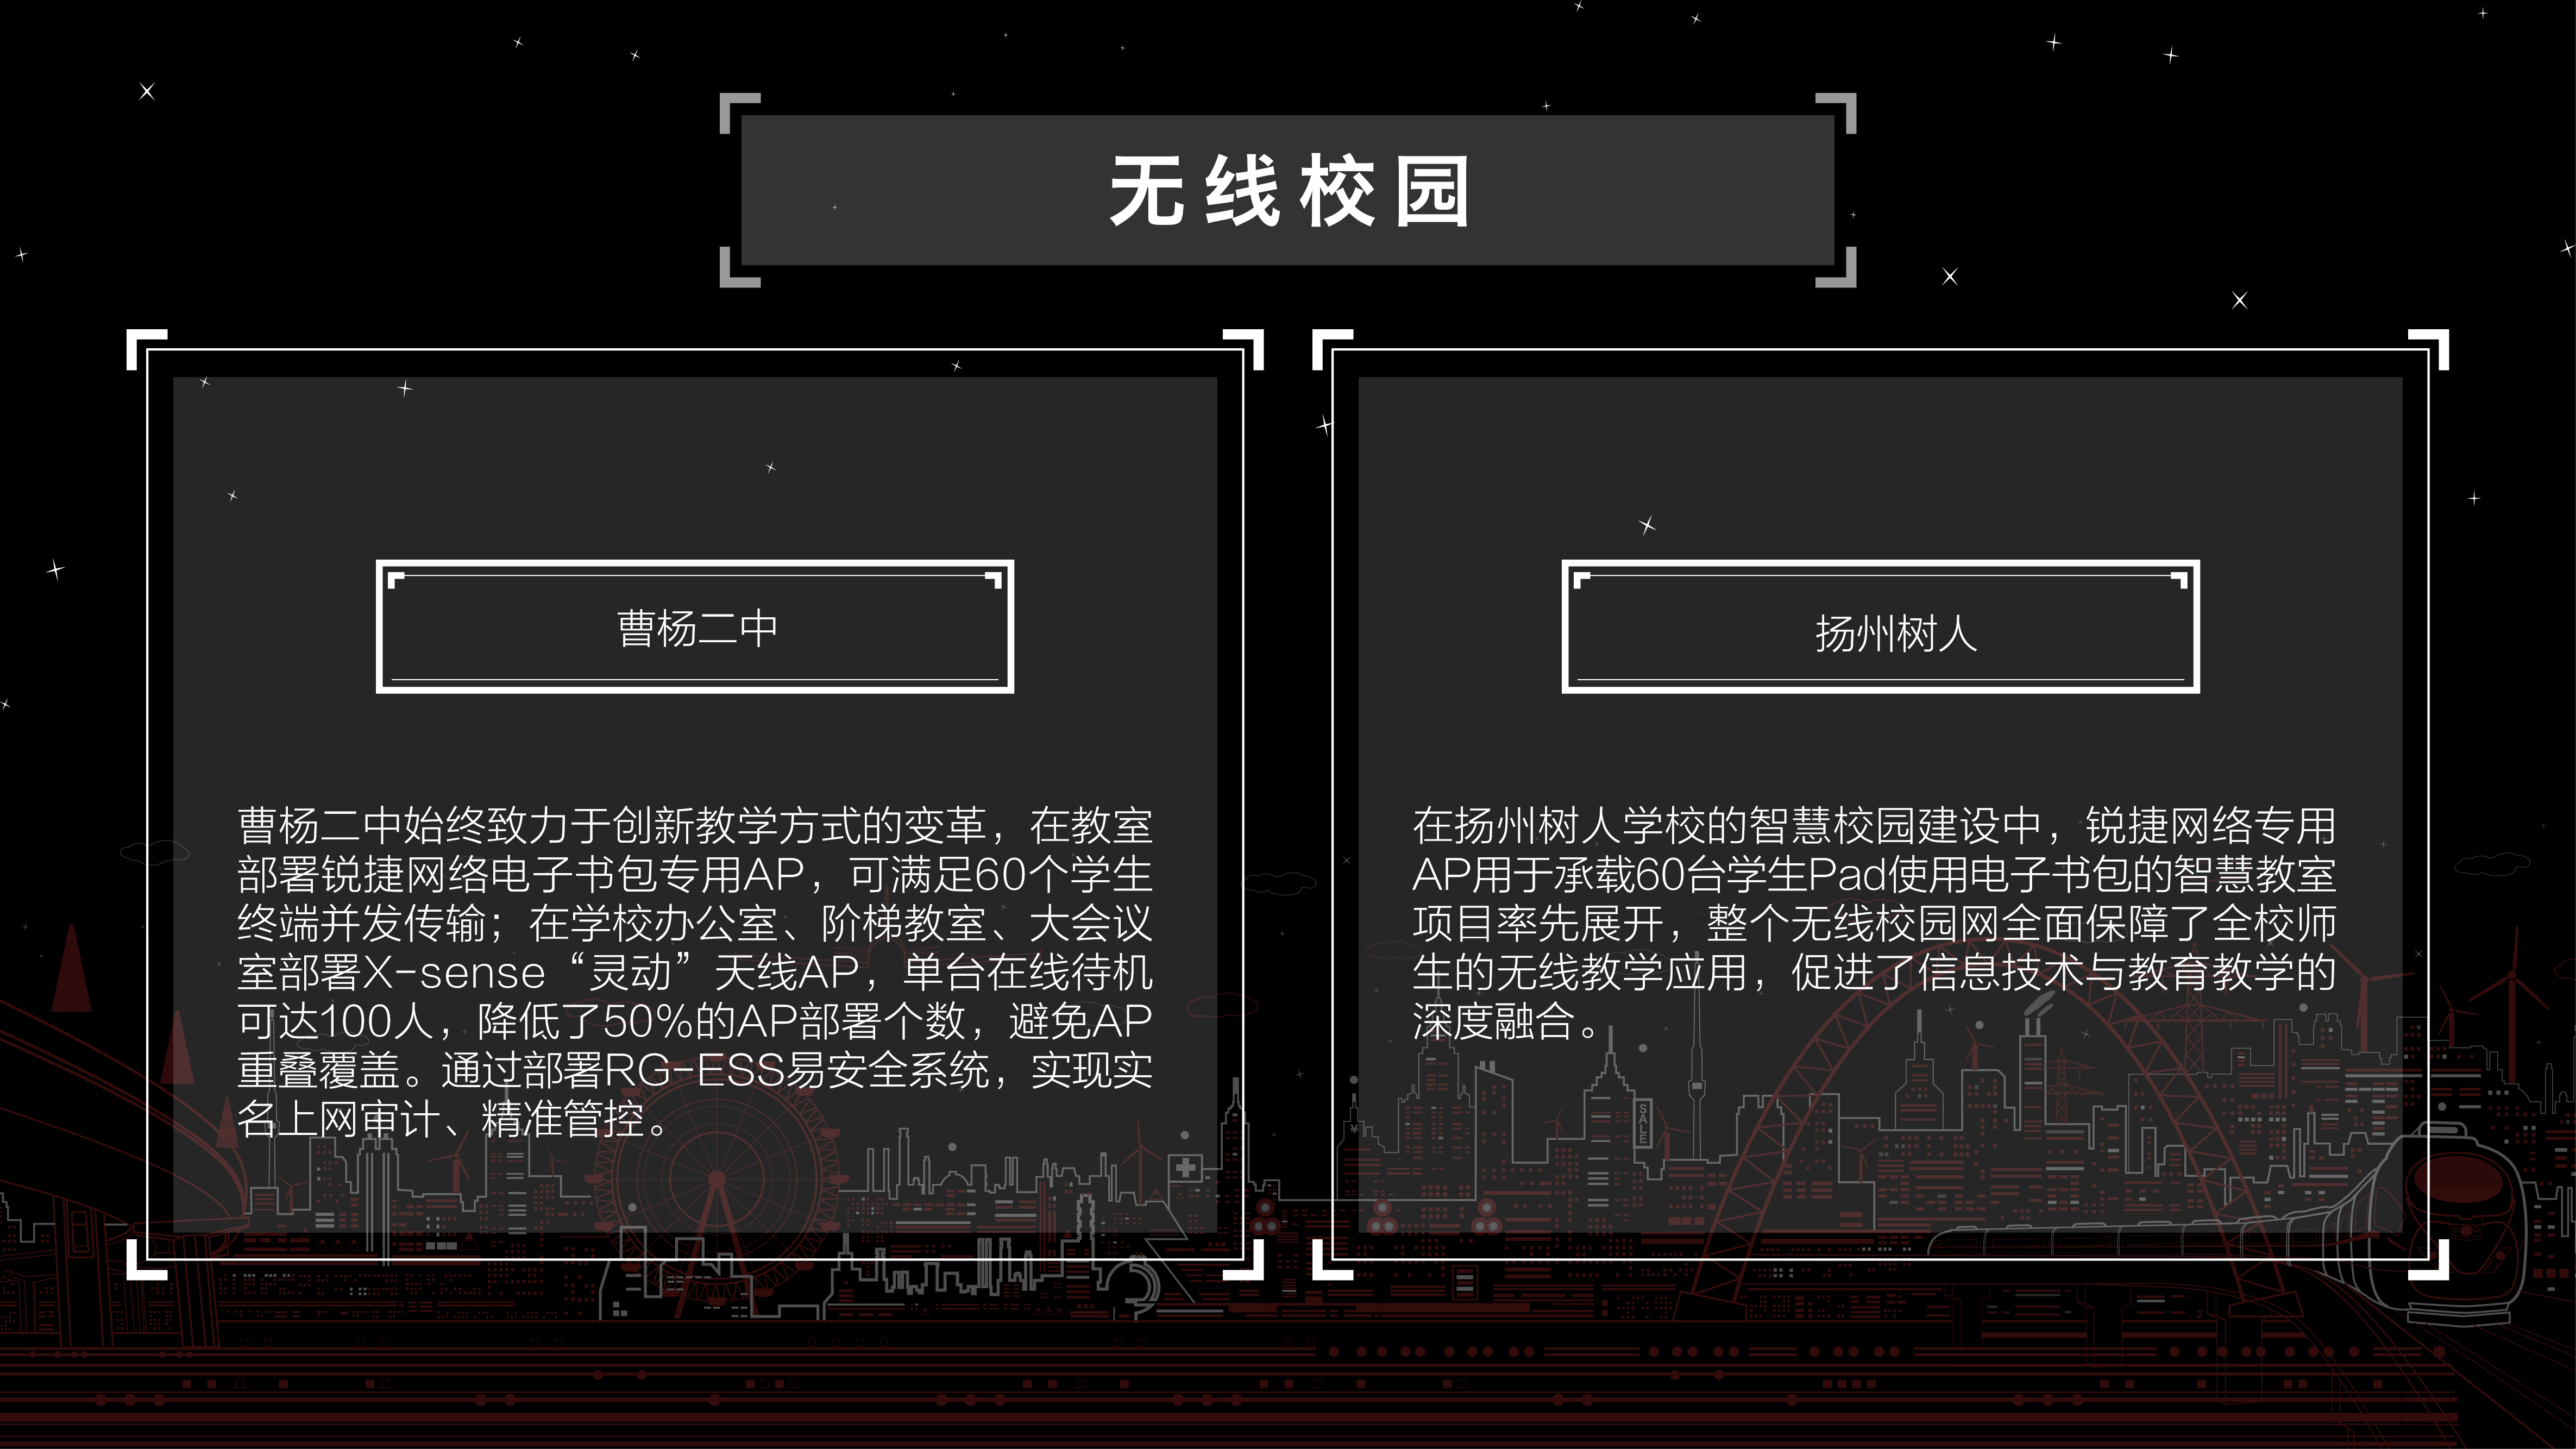 无线校园
曹杨二中
曹杨二中始终致力于创新教学方式的变革，在教室
部署锐捷网络电子书包专用AP，可满足60个学生
终端并发传输；在学校办公室、阶梯教室、大会议
室部署X-sense“灵动”天线AP，单台在线待机
可达100人，降低了50%的AP部署个数，避免AP
重叠覆盖。通过部署RG-ESS易安全系统，实现实
名上网审计、精准管控。
扬州树人
在扬州树人学校的智慧校园建设中，锐捷网络专用
AP用于承载60台学生Pad使用电子书包的智慧教室
项目率先展开，整个无线校园网全面保障了全校师
生的无线教学应用，促进了信息技术与教育教学的
深度融合。
SALE
¥